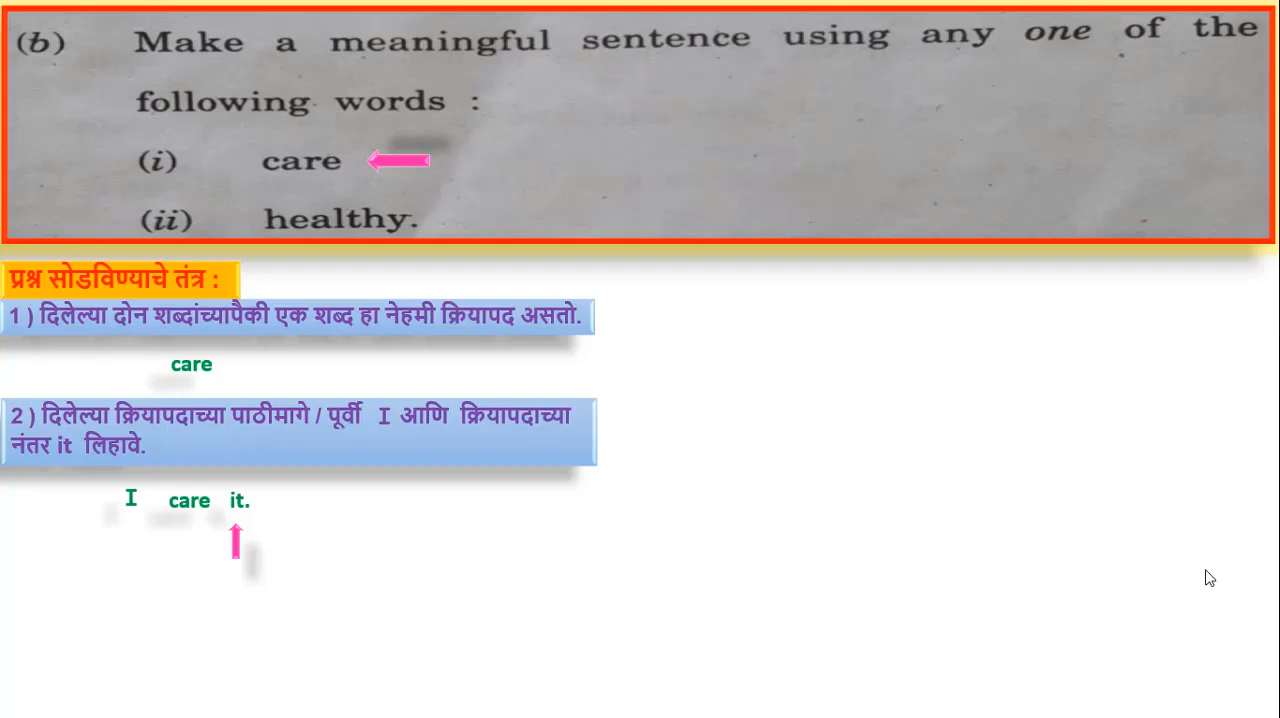 (b) Make a meaningful sentence using any one of the
following words :
(i) care
(ii) healthy.
प्रश्न सोडविण्याचे तंत्र :
1 ) दिलेल्या दोन शब्दांच्यापैकी एक शब्द हा नेहमी क्रियापद असतो.
care
2 ) दिलेल्या क्रियापदाच्या पाठीमागे / पूर्वी I आणि क्रियापदाच्या
नंतर it लिहावे.
I care it.